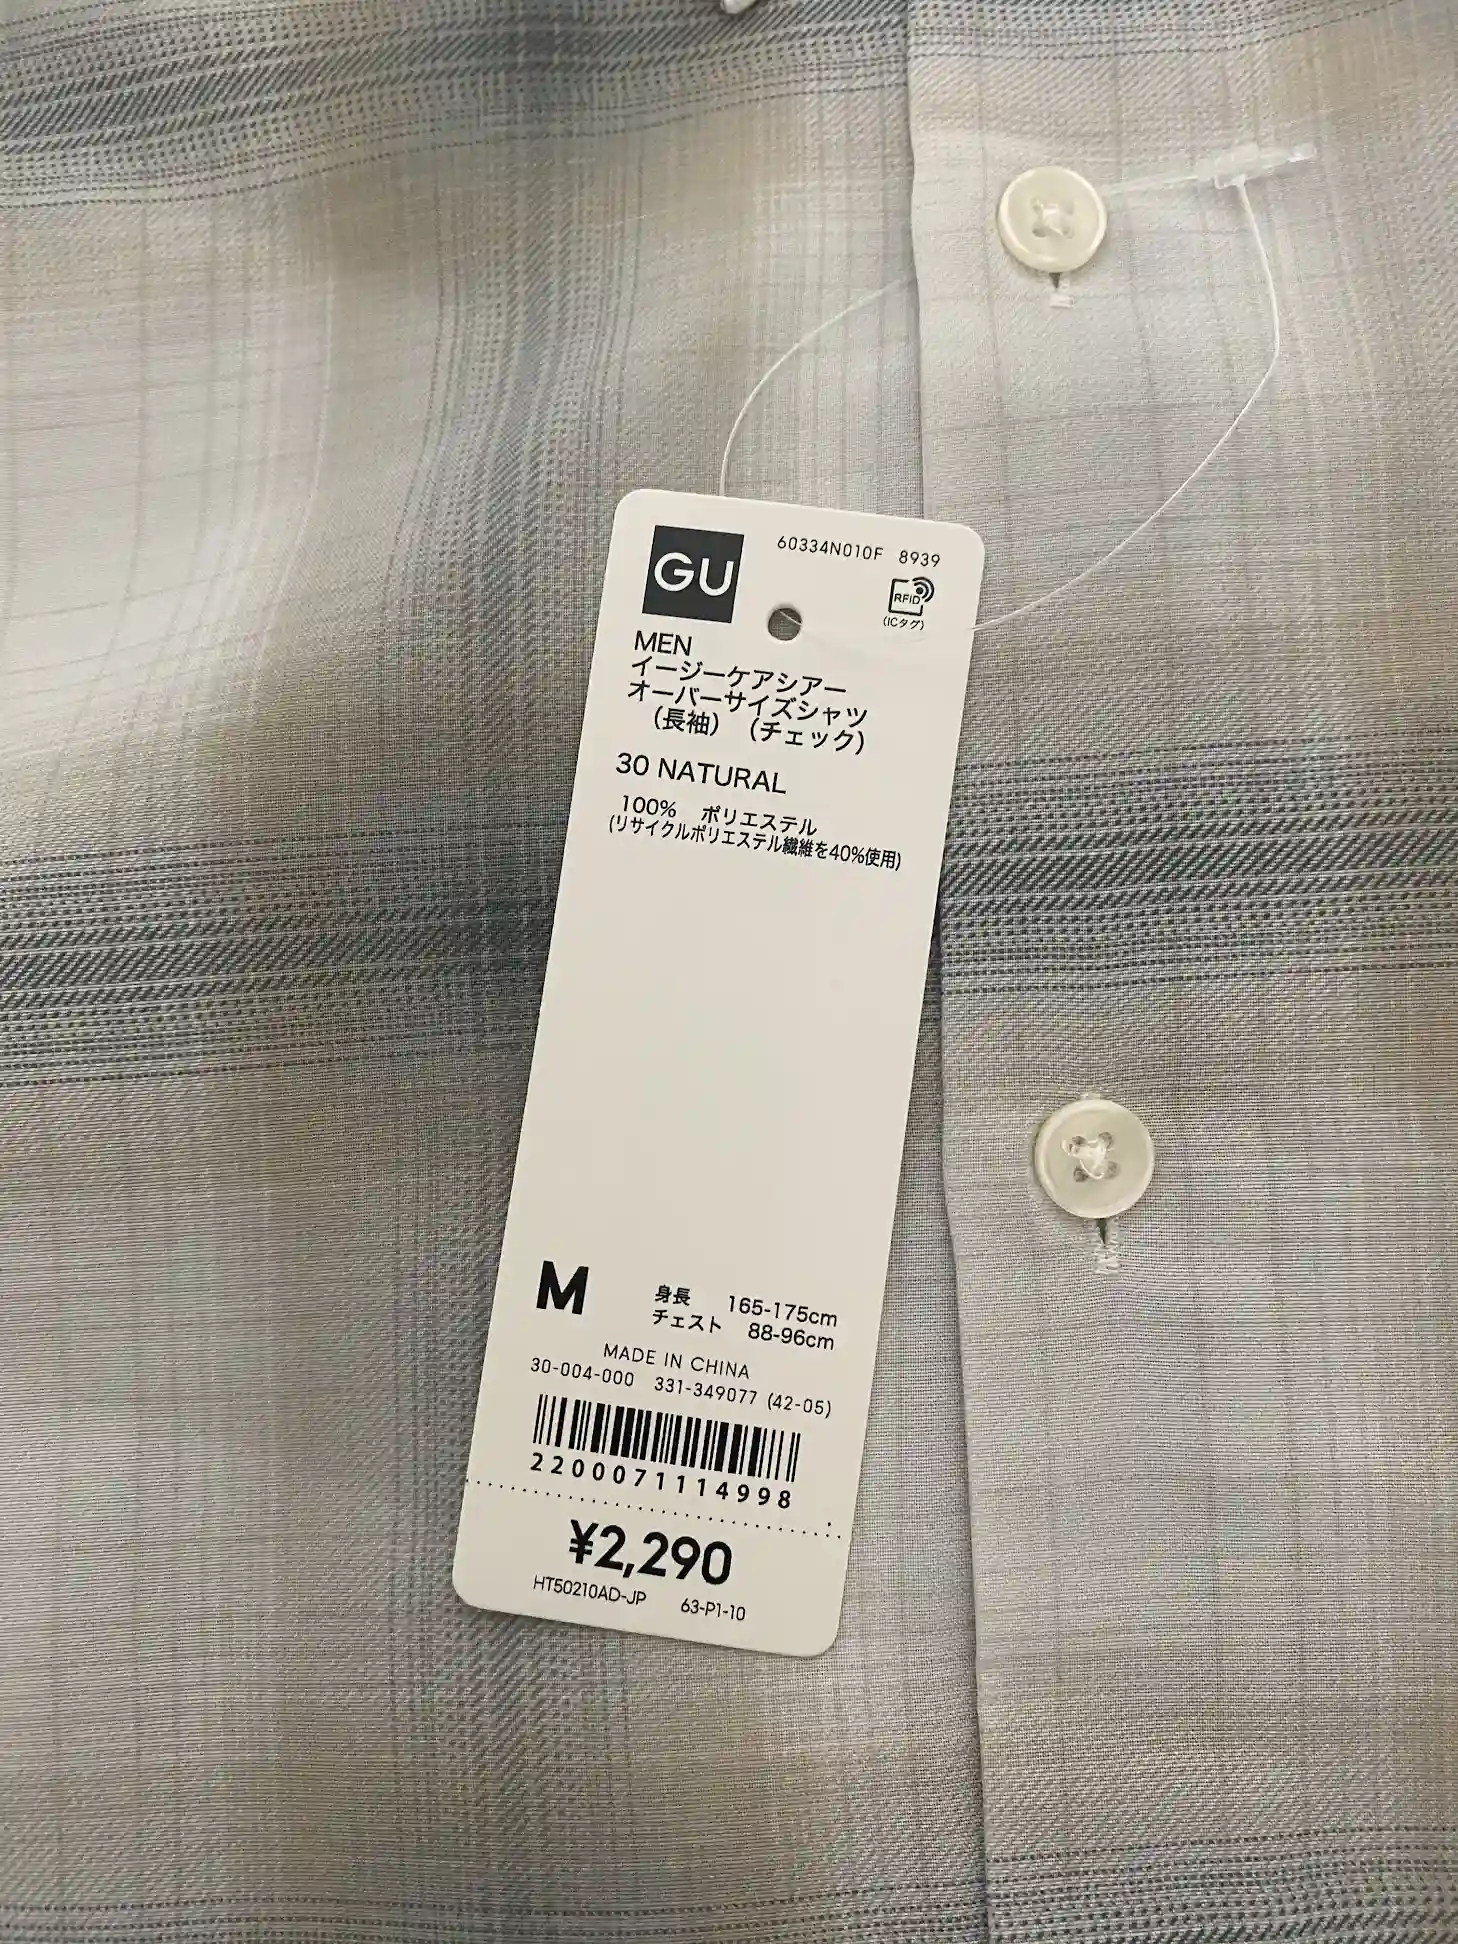 GU
60334N010F 8939
RFID
(ICタグ)
MEN
イージーケアシアー
オーバーサイズシャツ
(長袖) (チェック)
30 NATURAL
100% ポリエステル
(リサイクルポリエステル繊維を40%使用)
M
身長 165-175cm
チェスト 88-96cm
MADE IN CHINA
30-004-000 331-349077 (42-05)
2200071114998
¥2,290
HT50210AD-JP 63-P1-10